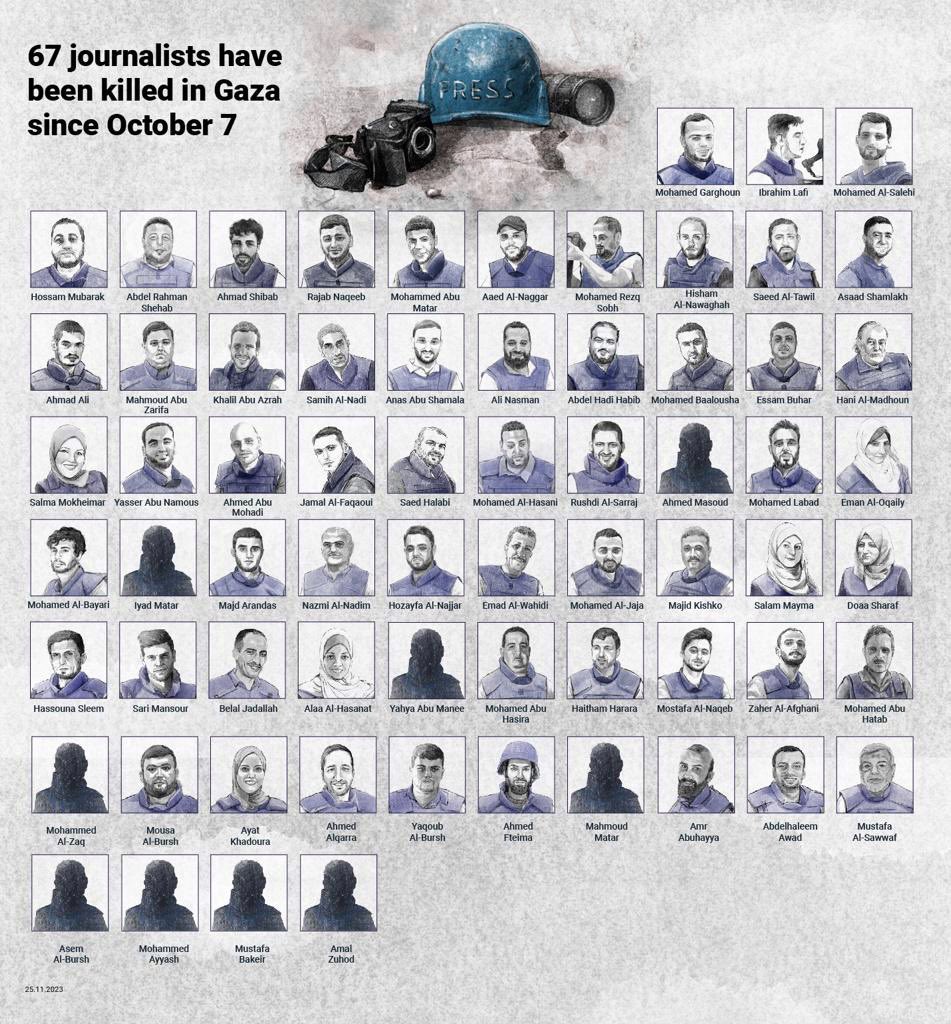 67 journalists have
been killed in Gaza
since October 7
PRESS
Mohamed Garghoun
Ibrahim Lafi
Mohamed Al-Salehi
Hossam Mubarak
Abdel Rahman
Shehab
Ahmad Shibab
Rajab Naqeeb
Mohammed Abu
Matar
Aaed Al-Naggar
Mohamed Rezq
Sobh
Hisham
Al-Nawaghah
Saeed Al-Tawil
Asaad Shamlakh
Ahmad Ali
Mahmoud Abu
Zarifa
Khalil Abu Azrah
Samih Al-Nadi
Anas Abu Shamala
Ali Nasman
Abdel Hadi Habib
Mohamed Baalousha
Essam Buhar
Hani Al-Madhoun
Salma Mokheimar
Yasser Abu Namous
Ahmed Abu
Mohadi
Jamal Al-Faqaoui
Saed Halabi
Mohamed Al-Hasani
Rushdi Al-Sarraj
Ahmed Masoud
Mohamed Labad
Eman Al-Oqaily
Mohamed Al-Bayari
Iyad Matar
Majd Arandas
Nazmi Al-Nadim
Hozayfa Al-Najjar
Emad Al-Wahidi
Mohamed Al-Jaja
Majid Kishko
Salam Mayma
Doaa Sharaf
Hassouna Sleem
Sari Mansour
Belal Jadallah
Alaa Al-Hasanat
Yahya Abu Manee
Mohamed Abu
Hasira
Haitham Harara
Mostafa Al-Naqeb
Zaher Al-Afghani
Mohamed Abu
Hatab
Mohammed
Al-Zaq
Mousa
Al-Bursh
Ayat
Khadoura
Ahmed
Alqarra
Yaqoub
Al-Bursh
Ahmed
Fteima
Mahmoud
Matar
Amr
Abuhayya
Abdelhaleem
Awad
Mustafa
Al-Sawwaf
Asem
Al-Bursh
Mohammed
Ayyash
Mustafa
Bakeir
Amal
Zuhod
25.11.2023